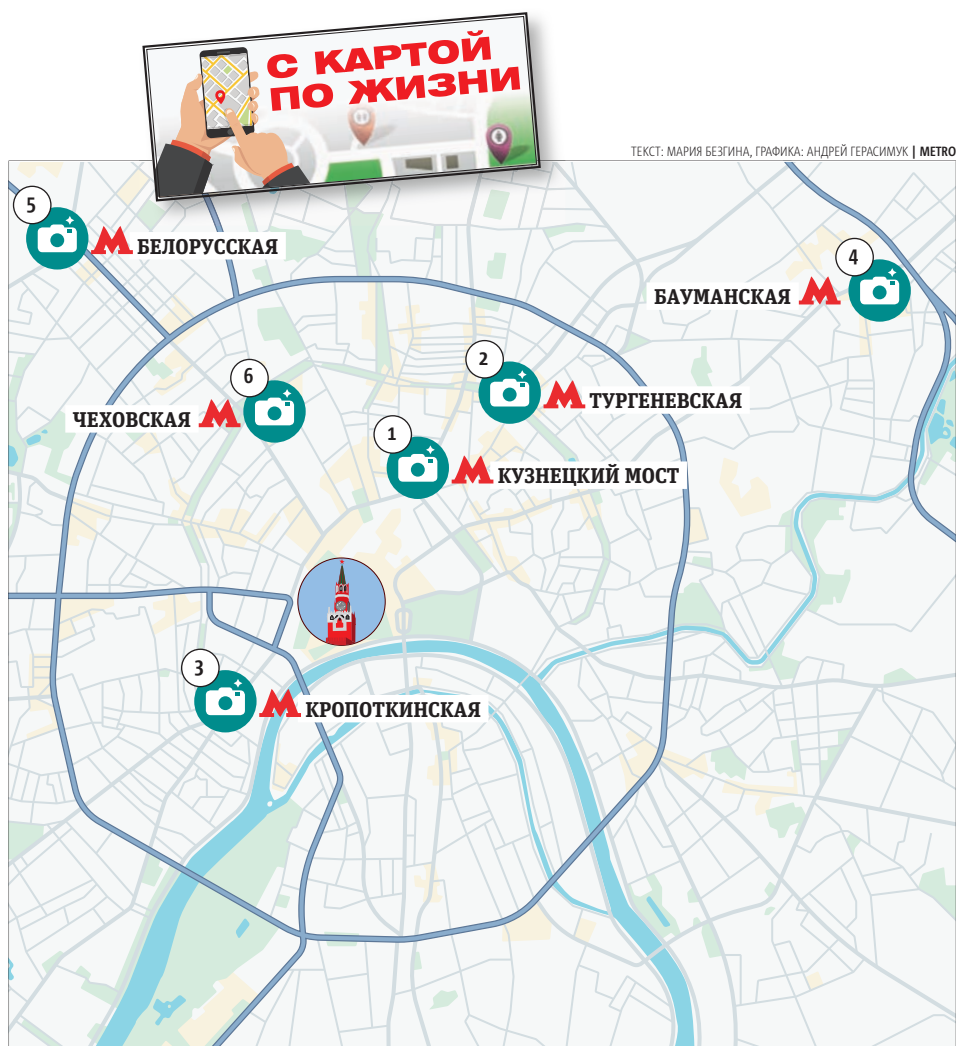 С КАРТОЙ
ПО ЖИЗНИ
ТЕКСТ: МАРИЯ БЕЗГИНА, ГРАФИКА: АНДРЕЙ ГЕРАСИМУК | METRO
5
БЕЛОРУССКАЯ
4
БАУМАНСКАЯ
2
ТУРГЕНЕВСКАЯ
6
ЧЕХОВСКАЯ
1
КУЗНЕЦКИЙ МОСТ
3
КРОПОТКИНСКАЯ